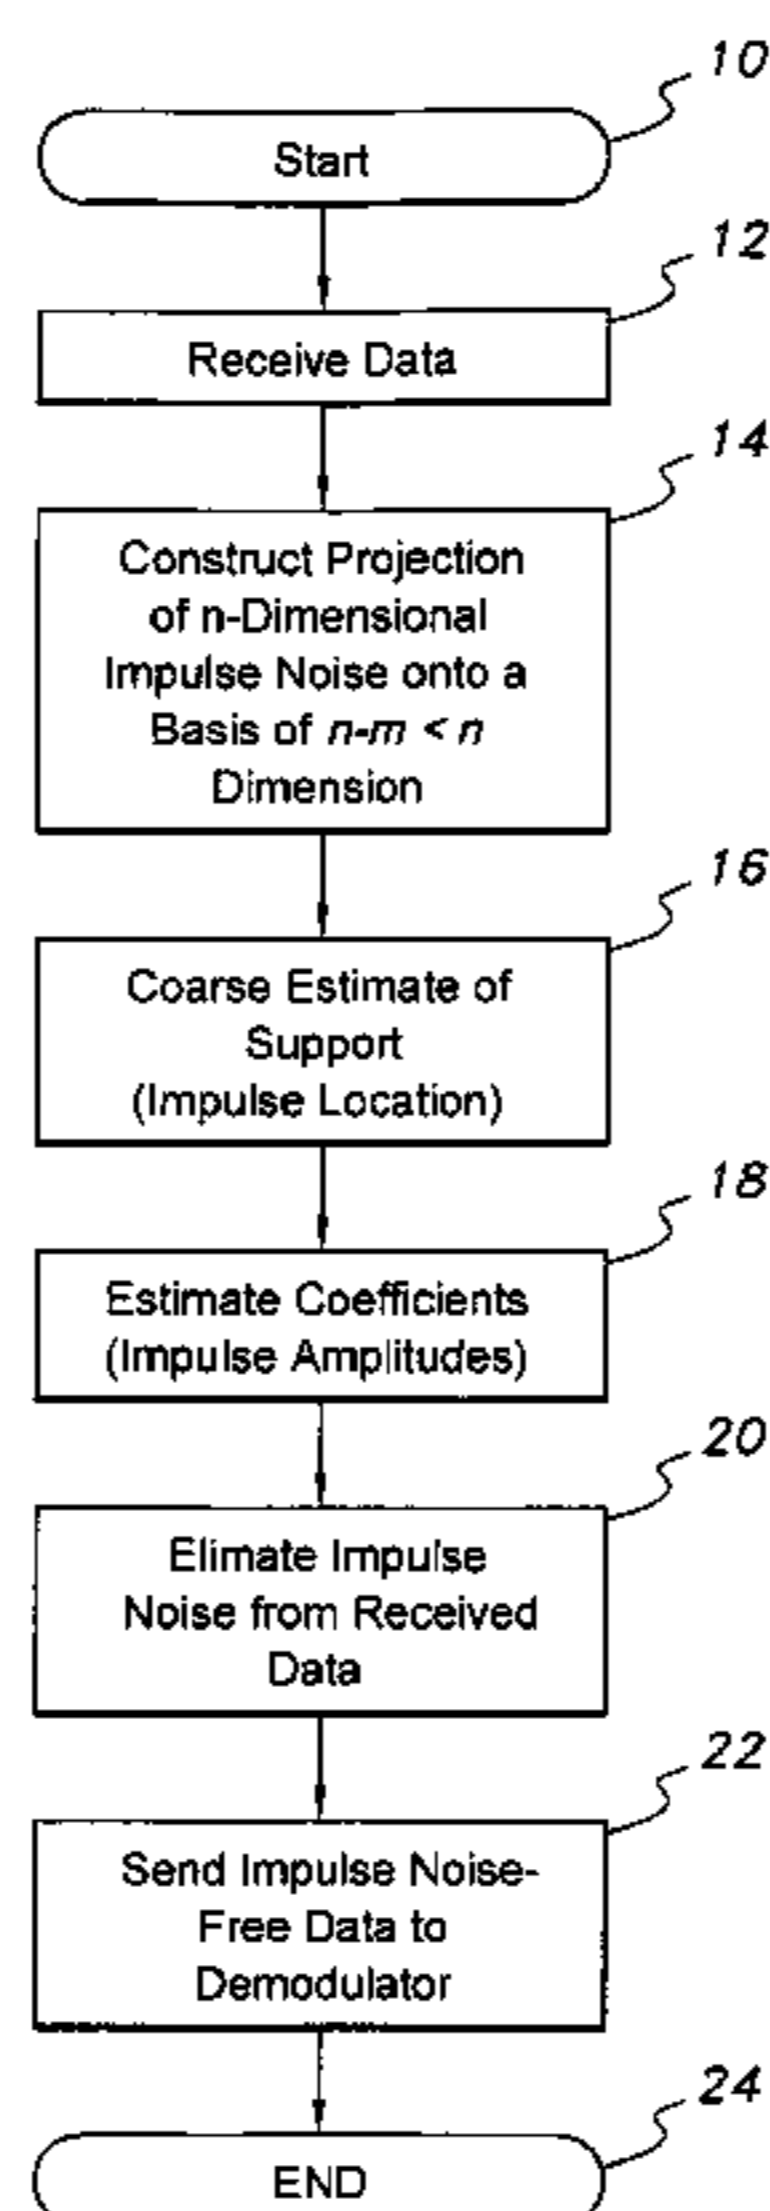 10
Start
12
Receive Data
14
Construct Projection
of n-Dimensional
Impulse Noise onto a
Basis of n-m < n
Dimension
16
Coarse Estimate of
Support
(Impulse Location)
18
Estimate Coefficients
(Impulse Amplitudes)
20
Elimate Impulse
Noise from Received
Data
22
Send Impulse Noise-
Free Data to
Demodulator
24
END